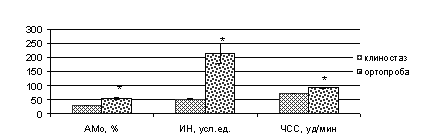 300
250
200
150
100
50
0
*
*
*
клиностаз
ортопроба
АМо, %
ИН, усл.ед.
ЧСС, уд/мин